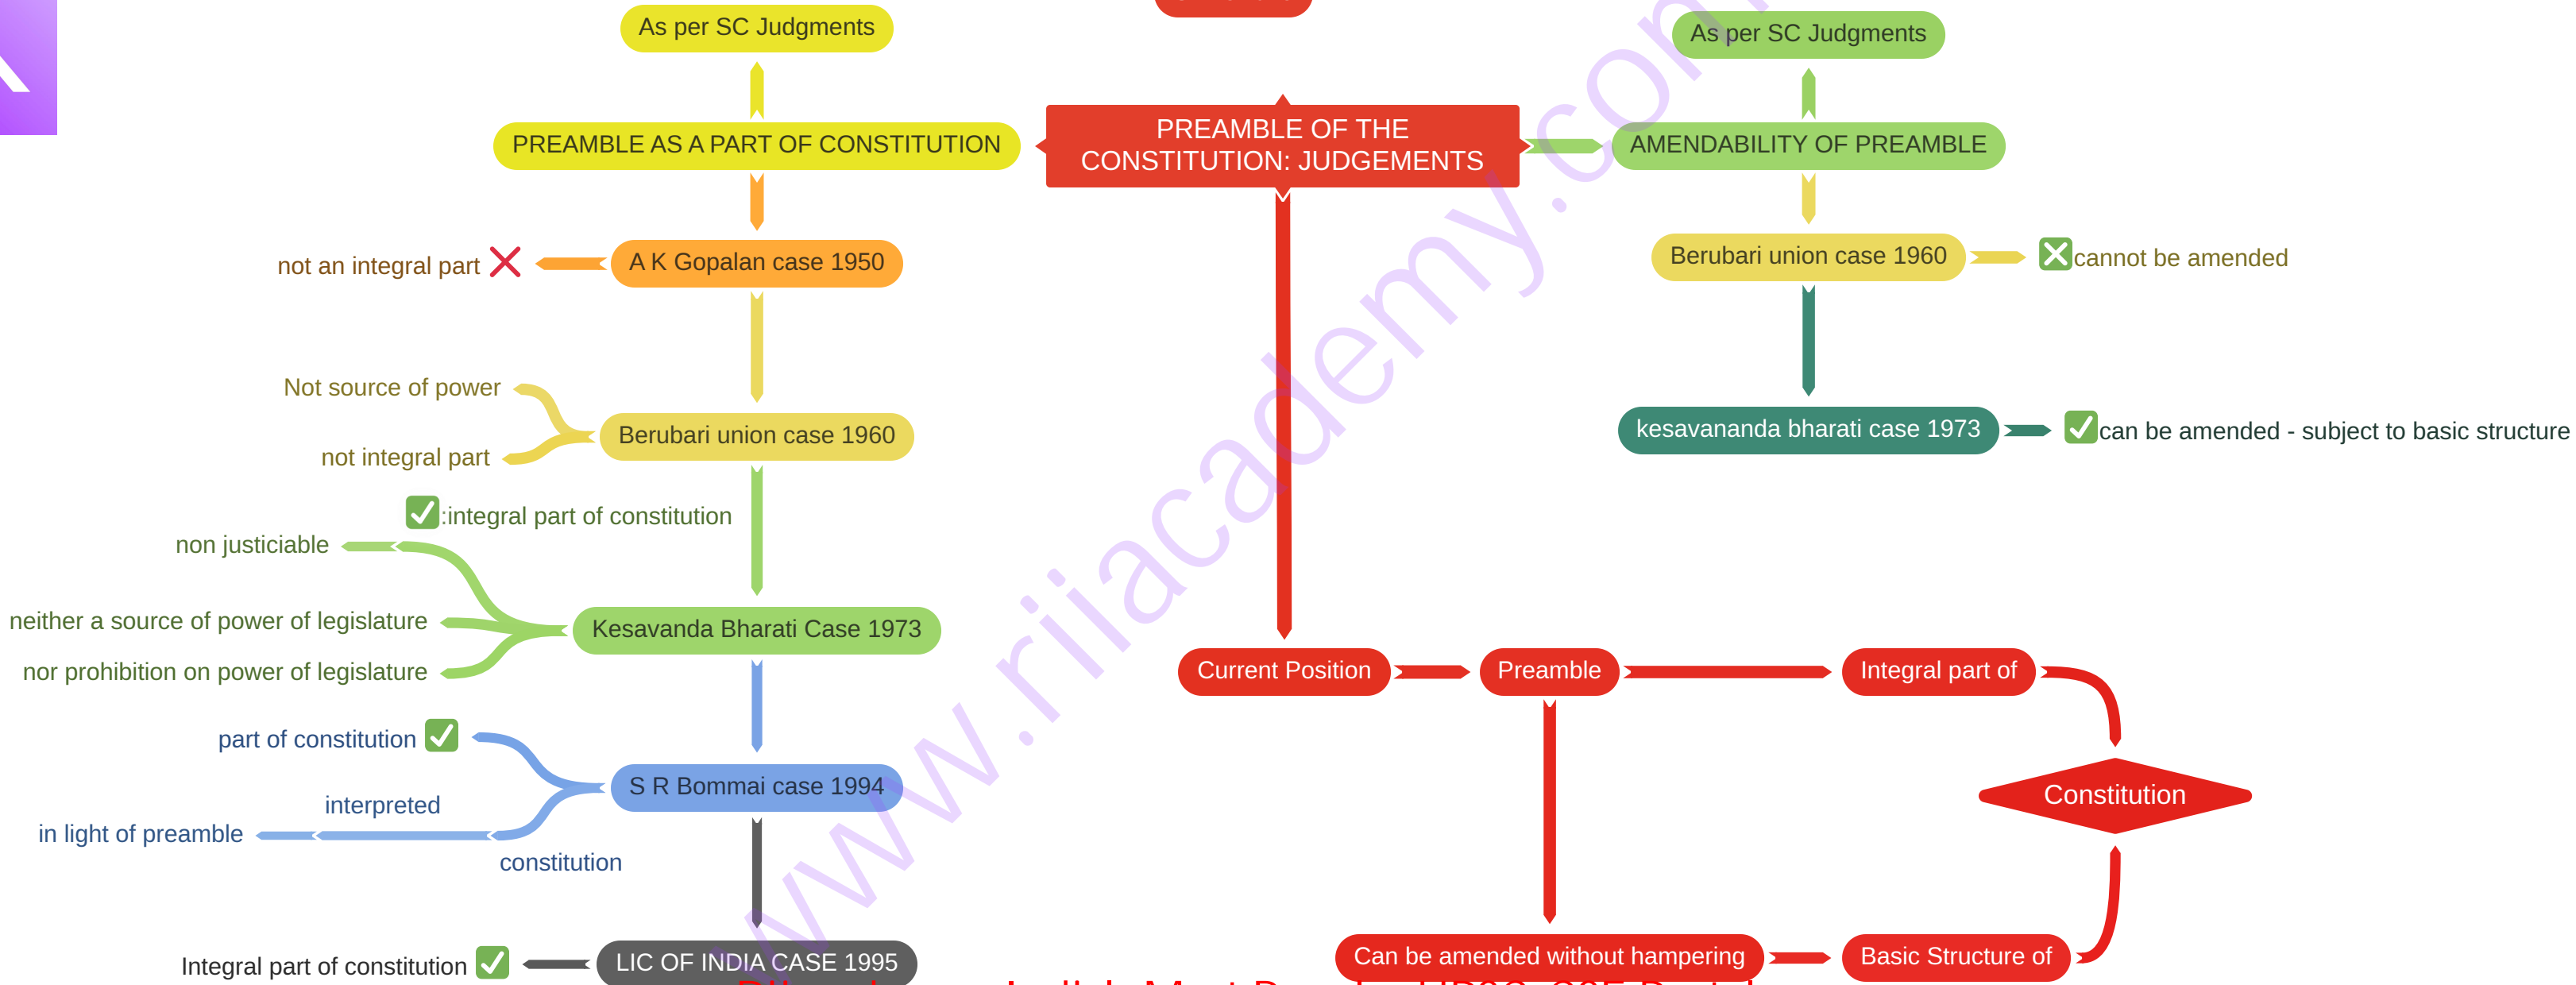 As per SC Judgments
As per SC Judgments
PREAMBLE OF THE
CONSTITUTION: JUDGEMENTS
PREAMBLE AS A PART OF CONSTITUTION
AMENDABILITY OF PREAMBLE
not an integral part ❌
A K Gopalan case 1950
Berubari union case 1960
❎cannot be amended
Not source of power
not integral part
Berubari union case 1960
kesavananda bharati case 1973
✅can be amended - subject to basic structure
✅:integral part of constitution
non justiciable
neither a source of power of legislature
nor prohibition on power of legislature
Kesavanda Bharati Case 1973
Current Position
Preamble
Integral part of
Constitution
part of constitution ✅
S R Bommai case 1994
interpreted
in light of preamble
constitution
Integral part of constitution ✅
LIC OF INDIA CASE 1995
Can be amended without hampering
Basic Structure of